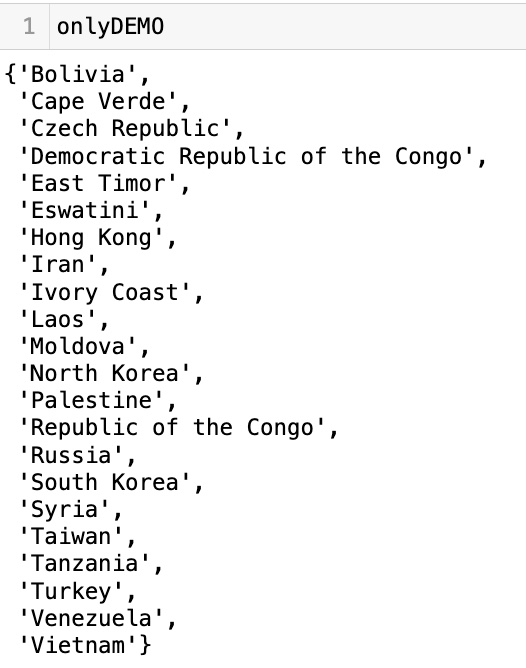 1 onlyDEMO
{'Bolivia',
'Cape Verde',
'Czech Republic',
'Democratic Republic of the Congo',
'East Timor',
'Eswatini',
'Hong Kong',
'Iran',
'Ivory Coast',
'Laos',
'Moldova',
'North Korea',
'Palestine',
'Republic of the Congo',
'Russia',
'South Korea',
'Syria',
'Taiwan',
'Tanzania',
'Turkey',
'Venezuela',
'Vietnam'}